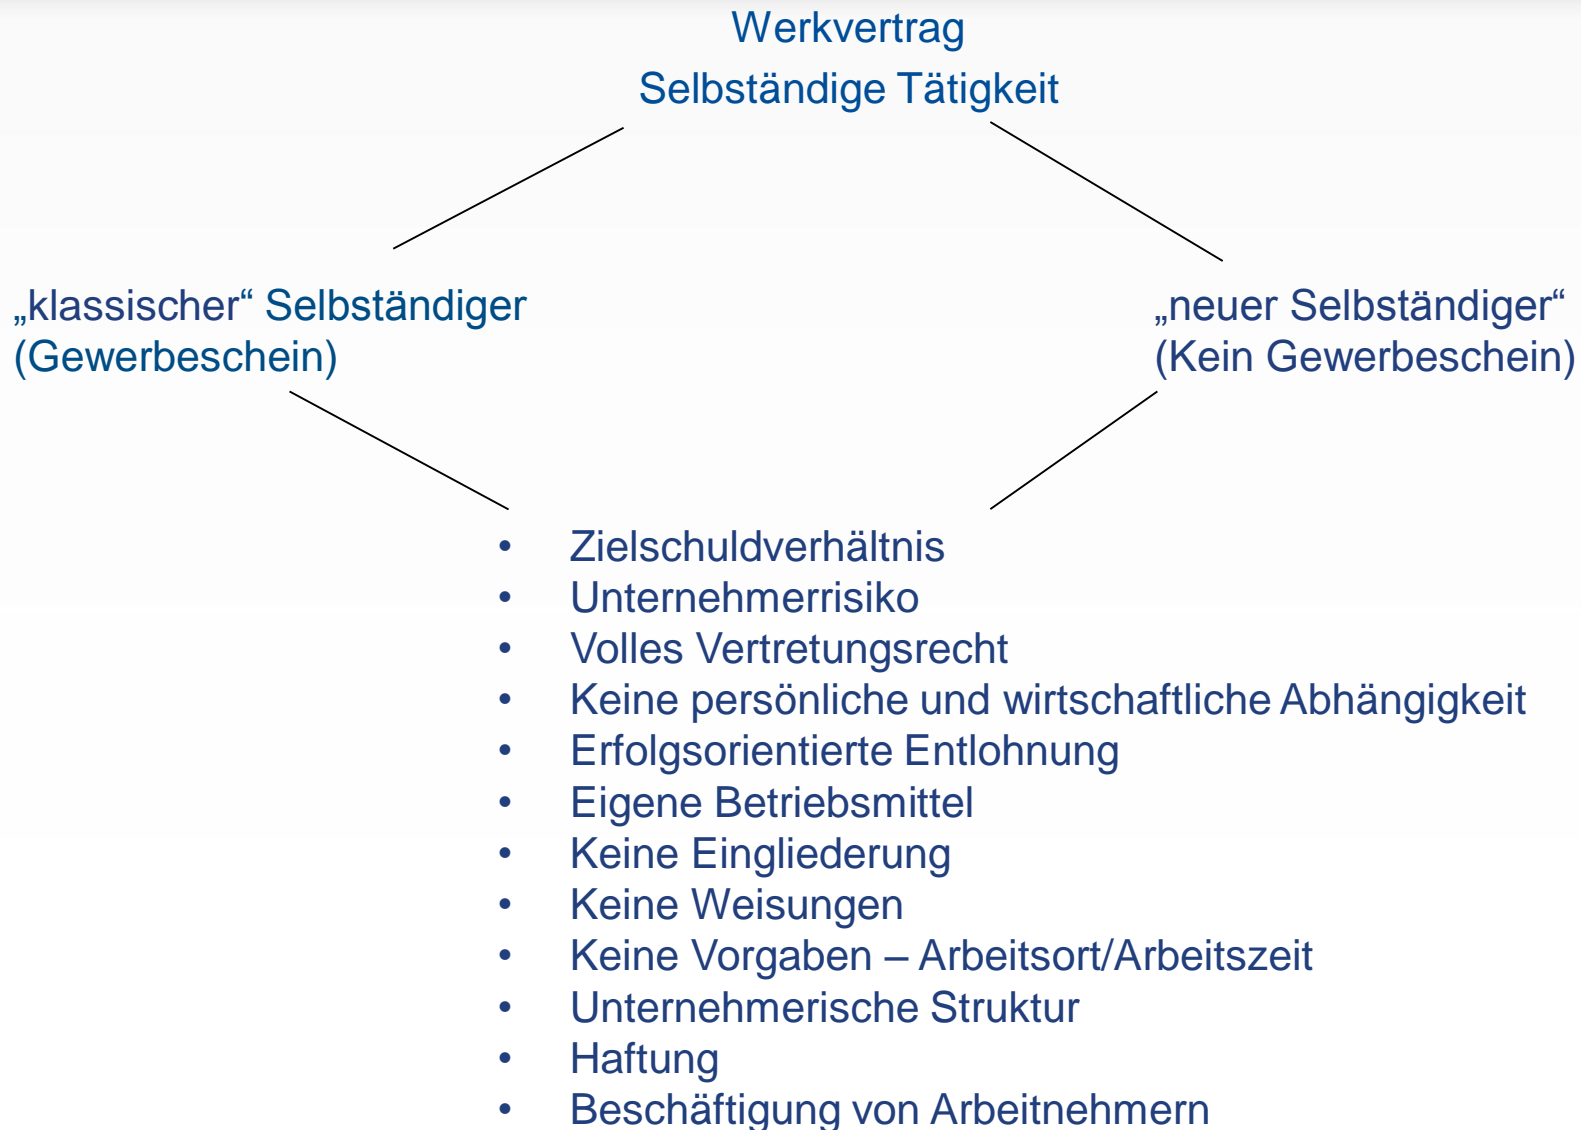 Werkvertrag
Selbständige Tätigkeit
„klassischer“ Selbständiger
(Gewerbeschein)
„neuer Selbständiger“
(Kein Gewerbeschein)
• Zielschuldverhältnis
• Unternehmerrisiko
• Volles Vertretungsrecht
• Keine persönliche und wirtschaftliche Abhängigkeit
• Erfolgsorientierte Entlohnung
• Eigene Betriebsmittel
• Keine Eingliederung
• Keine Weisungen
• Keine Vorgaben – Arbeitsort/Arbeitszeit
• Unternehmerische Struktur
• Haftung
• Beschäftigung von Arbeitnehmern